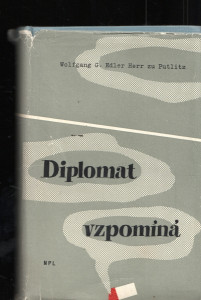 Wolfgang G. Edler Herr zu Putlitz
Diplomat
vzpomíná
NPL